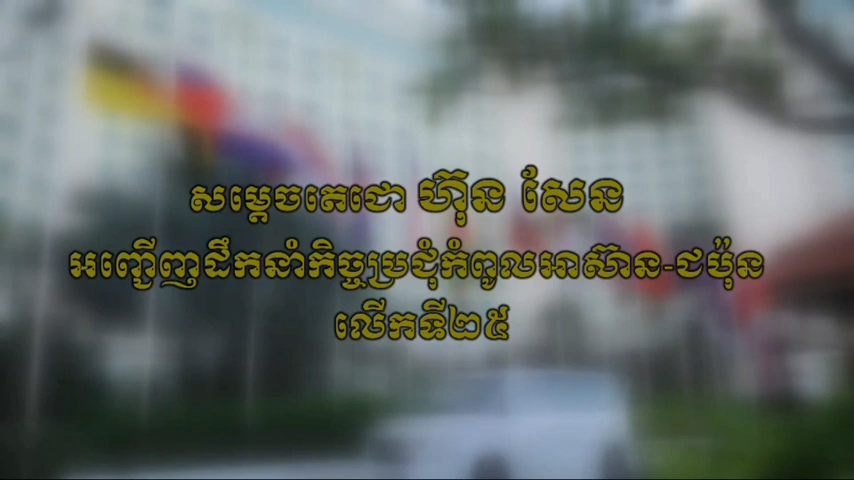 សម្ដេចតេជោ ហ៊ុន សែន
អញ្ជើញដឹកនាំកិច្ចប្រជុំកំពូលអាស៊ាន-ជប៉ុន
លើកទី២៥